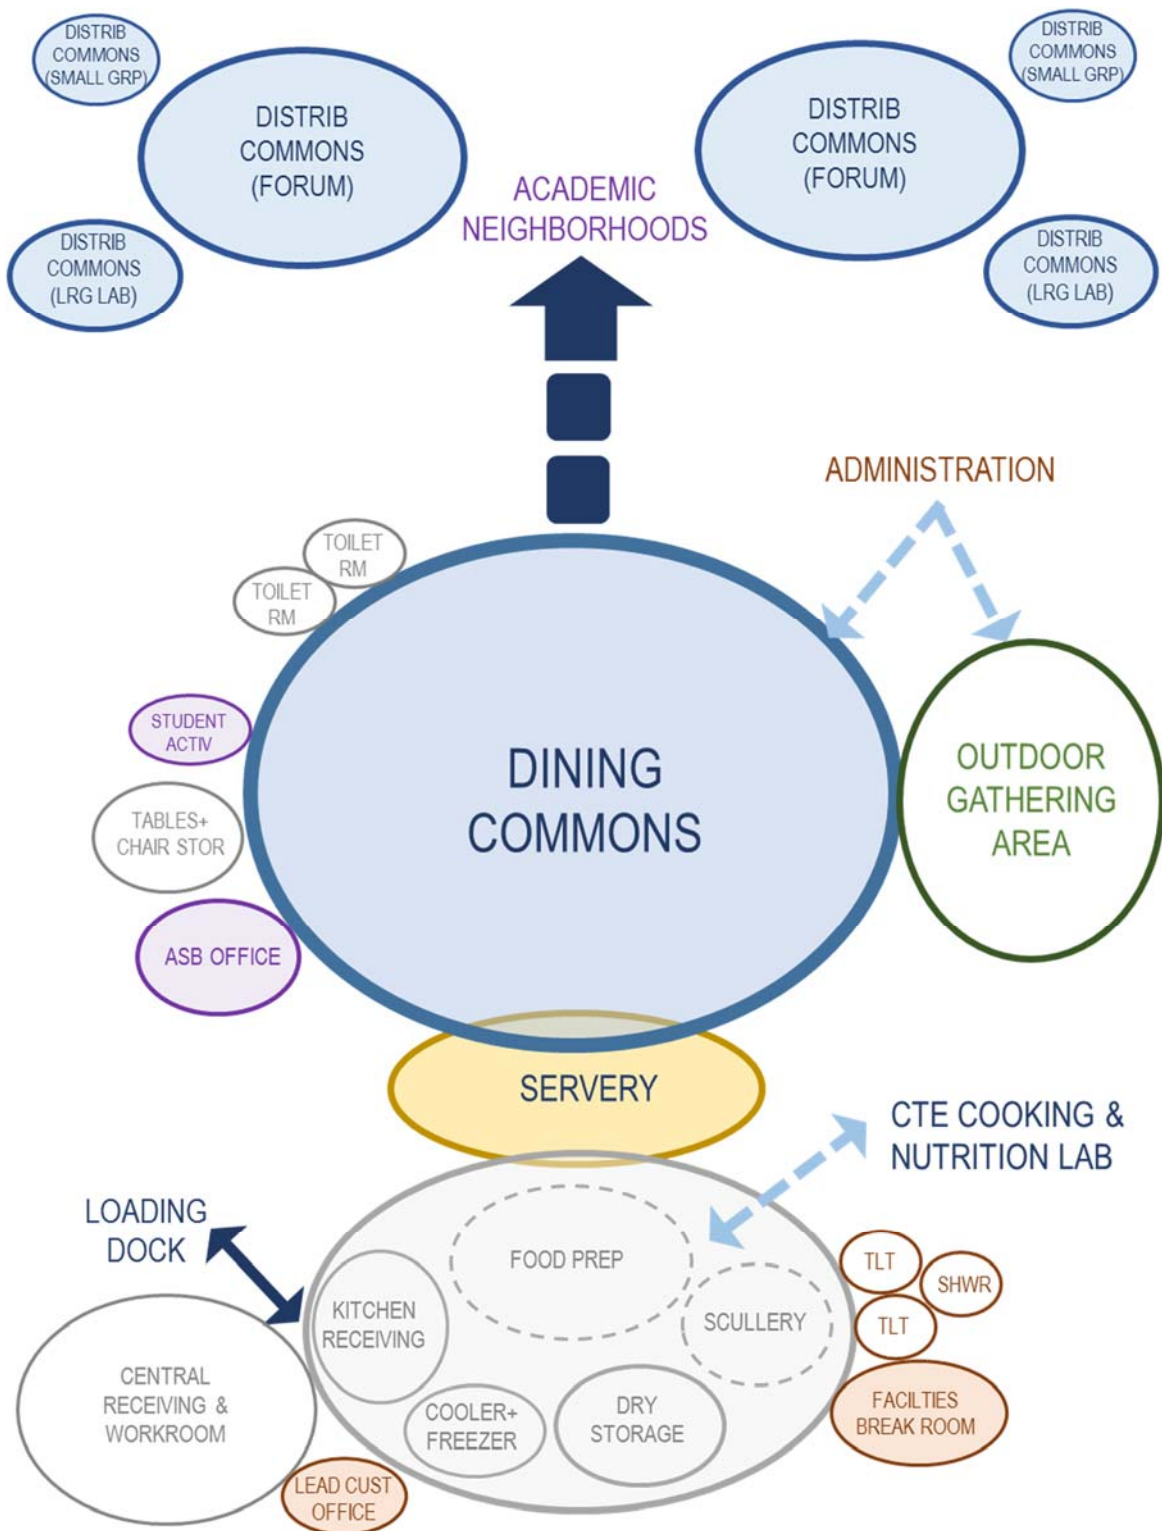 DISTRIB
COMMONS
(SMALL GRP)
DISTRIB
COMMONS
(FORUM)
DISTRIB
COMMONS
(LRG LAB)
ACADEMIC
NEIGHBORHOODS
DISTRIB
COMMONS
(FORUM)
DISTRIB
COMMONS
(SMALL GRP)
DISTRIB
COMMONS
(LRG LAB)
ADMINISTRATION
TOILET
RM
TOILET
RM
STUDENT
ACTIV
TABLES+
CHAIR STOR
ASB OFFICE
DINING
COMMONS
OUTDOOR
GATHERING
AREA
SERVERY
CTE COOKING &
NUTRITION LAB
LOADING
DOCK
FOOD PREP
KITCHEN
RECEIVING
SCULLERY
COOLER+
FREEZER
DRY
STORAGE
TLT
SHWR
TLT
FACILTIES
BREAK ROOM
CENTRAL
RECEIVING &
WORKROOM
LEAD CUST
OFFICE